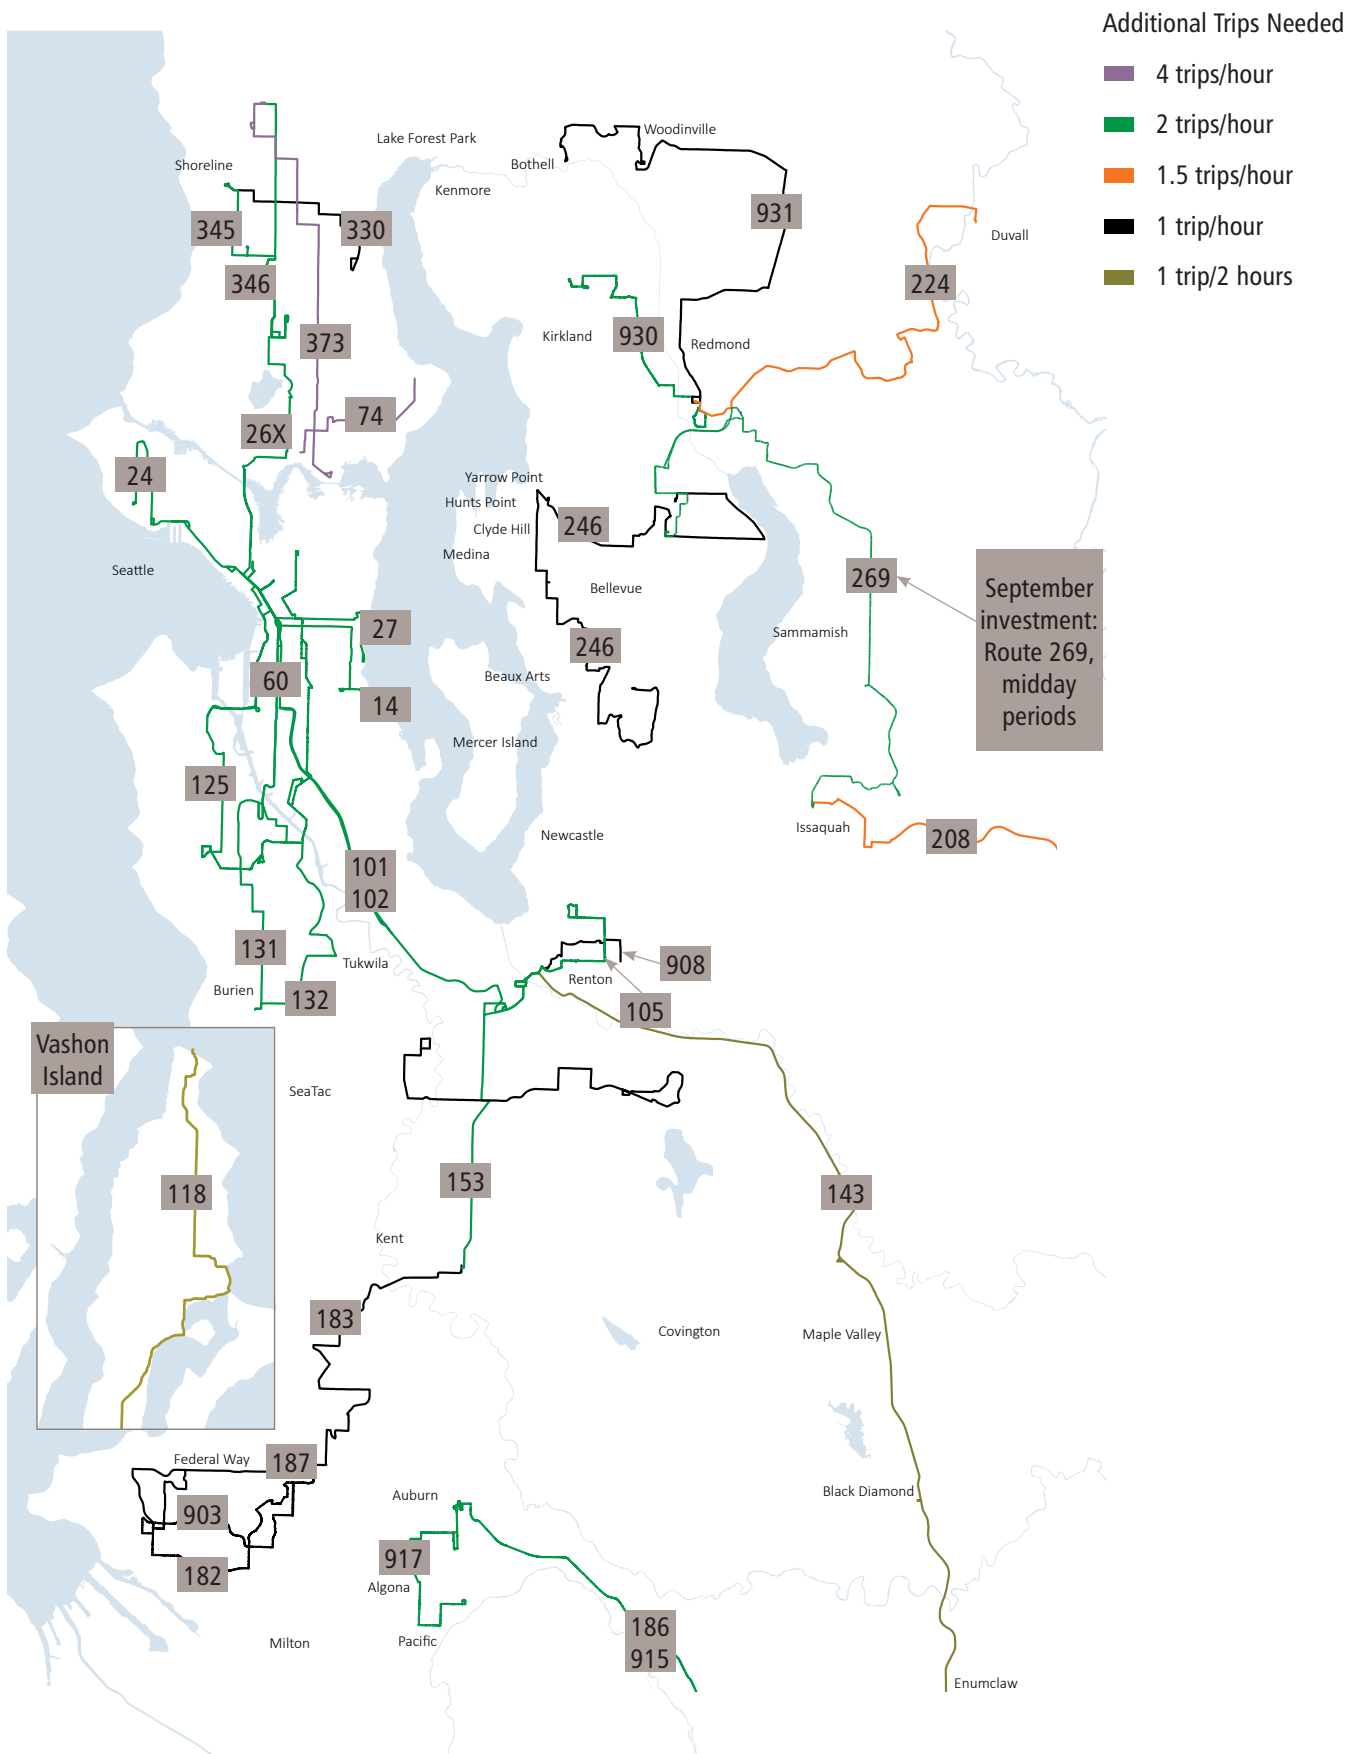 Additional Trips Needed
4 trips/hour
2 trips/hour
1.5 trips/hour
1 trip/hour
1 trip/2 hours
Woodinville
Lake Forest Park
Bothell
Shoreline
Kenmore
931
345
330
Duvall
346
224
Kirkland
930
Redmond
373
74
26X
24
Yarrow Point
Hunts Point
Clyde Hill
246
Medina
Seattle
Bellevue
269
September
investment:
Route 269,
midday
periods
27
Sammamish
246
60
Beaux Arts
14
Mercer Island
125
Newcastle
Issaquah
208
101
102
131
Tukwila
908
Renton
Burien
132
105
Vashon
Island
SeaTac
153
118
143
Kent
183
Covington
Maple Valley
Federal Way
187
Auburn
Black Diamond
903
917
182
Algona
186
915
Milton
Pacific
Enumclaw